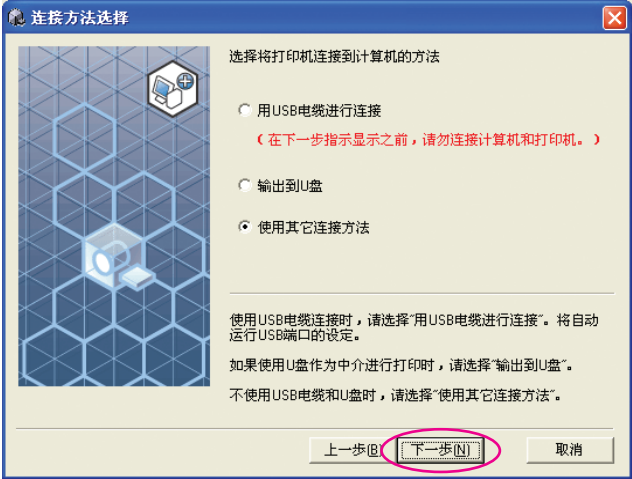 连接方法选择
选择将打印机连接到计算机的方法
用USB电缆进行连接
(在下一步指示显示之前，请勿连接计算机和打印机。)
输出到U盘
使用其它连接方法
使用USB电缆连接时，请选择“用USB电缆进行连接”。将自动
运行USB端口的设定。
如果使用U盘作为中介进行打印时，请选择“输出到U盘”。
不使用USB电缆和U盘时，请选择“使用其它连接方法”。
上一步(B) 下一步(N) 取消